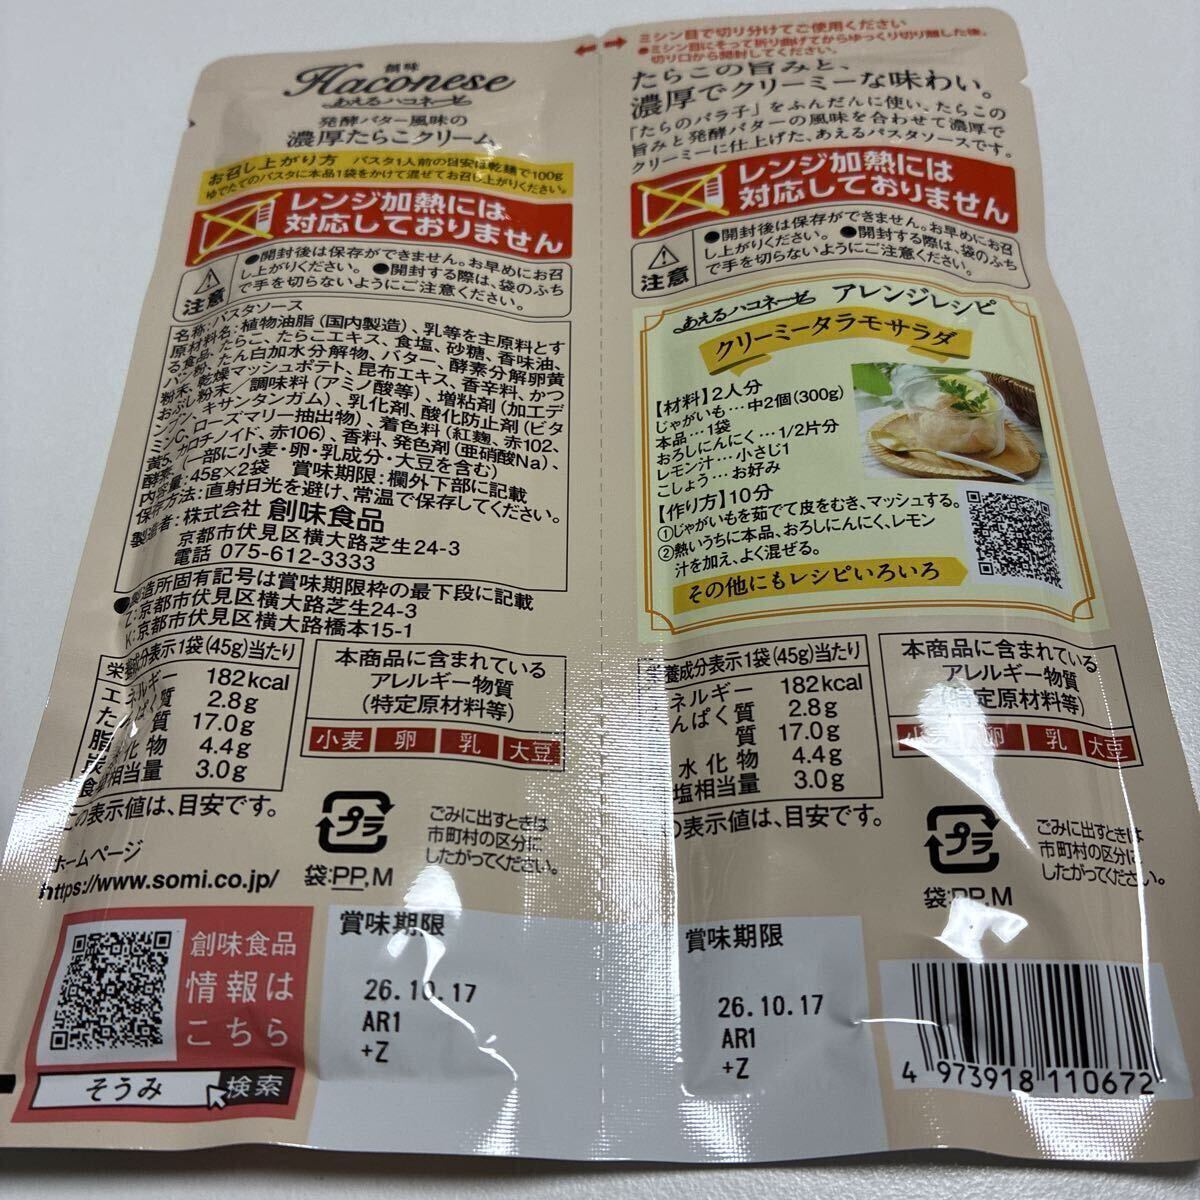 創味
Haconese
あえるハコネーゼ
発酵バター風味の
濃厚たらこクリーム
お召し上がり方 パスタ1人前の目安は乾麺で100g
ゆでたてのパスタに本品1袋をかけて混ぜてお召し上がりください。
レンジ加熱には
対応しておりません
注意
●開封後は保存ができません。お早めにお召
し上がりください。 ●開封する際は、袋のふち
で手を切らないようにご注意ください。
名称:パスタソース
原材料名:植物油脂(国内製造)、乳等を主原料とす
る食品、たらこ、たらこエキス、食塩、砂糖、香味油、
パン粉、たん白加水分解物、バター、酵素分解卵黄
粉末、乾燥マッシュポテト、昆布エキス、香辛料、かつ
おぶし粉末/調味料(アミノ酸等)、増粘剤(加工デ
ンプン、キサンタンガム)、乳化剤、酸化防止剤(ビタ
ミンC、ローズマリー抽出物)、着色料(紅麹、赤102、
黄5、カロチノイド、赤106)、香料、発色剤(亜硝酸Na)、
酵素、(一部に小麦・卵・乳成分・大豆を含む)
内容量:45g×2袋 賞味期限:欄外下部に記載
保存方法:直射日光を避け、常温で保存してください。
製造者:株式会社 創味食品
京都市伏見区横大路芝生24-3
電話 075-612-3333
●製造所固有記号は賞味期限枠の最下段に記載
Z:京都市伏見区横大路芝生24-3
K:京都市伏見区横大路橋本15-1
栄養成分表示1袋(45g)当たり
エネルギー 182kcal
たんぱく質 2.8g
脂質 17.0g
炭水化物 4.4g
食塩相当量 3.0g
この表示値は、目安です。
本商品に含まれている
アレルギー物質
(特定原材料等)
小麦 卵 乳 大豆
プラ
袋:PP,M
ごみに出すときは
市町村の区分に
したがってください。
ホームページ
https://www.somi.co.jp/
創味食品
情報は
こちら
そうみ 検索
賞味期限
26.10.17
AR1
+Z
ミシン目で切り分けてご使用ください
●ミシン目にそって折り曲げてからゆっくり切り離した後、
切り口から開封してください。
たらこの旨みと、
濃厚でクリーミーな味わい。
「たらのバラ子」をふんだんに使い、たらこの
旨みと発酵バターの風味を合わせて濃厚で
クリーミーに仕上げた、あえるパスタソースです。
レンジ加熱には
対応しておりません
注意
●開封後は保存ができません。お早めにお召
し上がりください。 ●開封する際は、袋のふち
で手を切らないようにご注意ください。
あえるハコネーゼ アレンジレシピ
クリーミータラモサラダ
【材料】2人分
じゃがいも…中2個(300g)
本品…1袋
おろしにんにく…1/2片分
レモン汁…小さじ1
こしょう…お好み
【作り方】10分
①じゃがいもを茹でて皮をむき、マッシュする。
②熱いうちに本品、おろしにんにく、レモン
汁を加え、よく混ぜる。
その他にもレシピいろいろ
栄養成分表示1袋(45g)当たり
ネルギー 182kcal
んぱく質 2.8g
質 17.0g
水化物 4.4g
塩相当量 3.0g
の表示値は、目安です。
本商品に含まれている
アレルギー物質
(特定原材料等)
小麦 卵 乳 大豆
プラ
袋:PP,M
ごみに出すときは
市町村の区分に
したがってください。
賞味期限
26.10.17
AR1
+Z
4 973918 110672